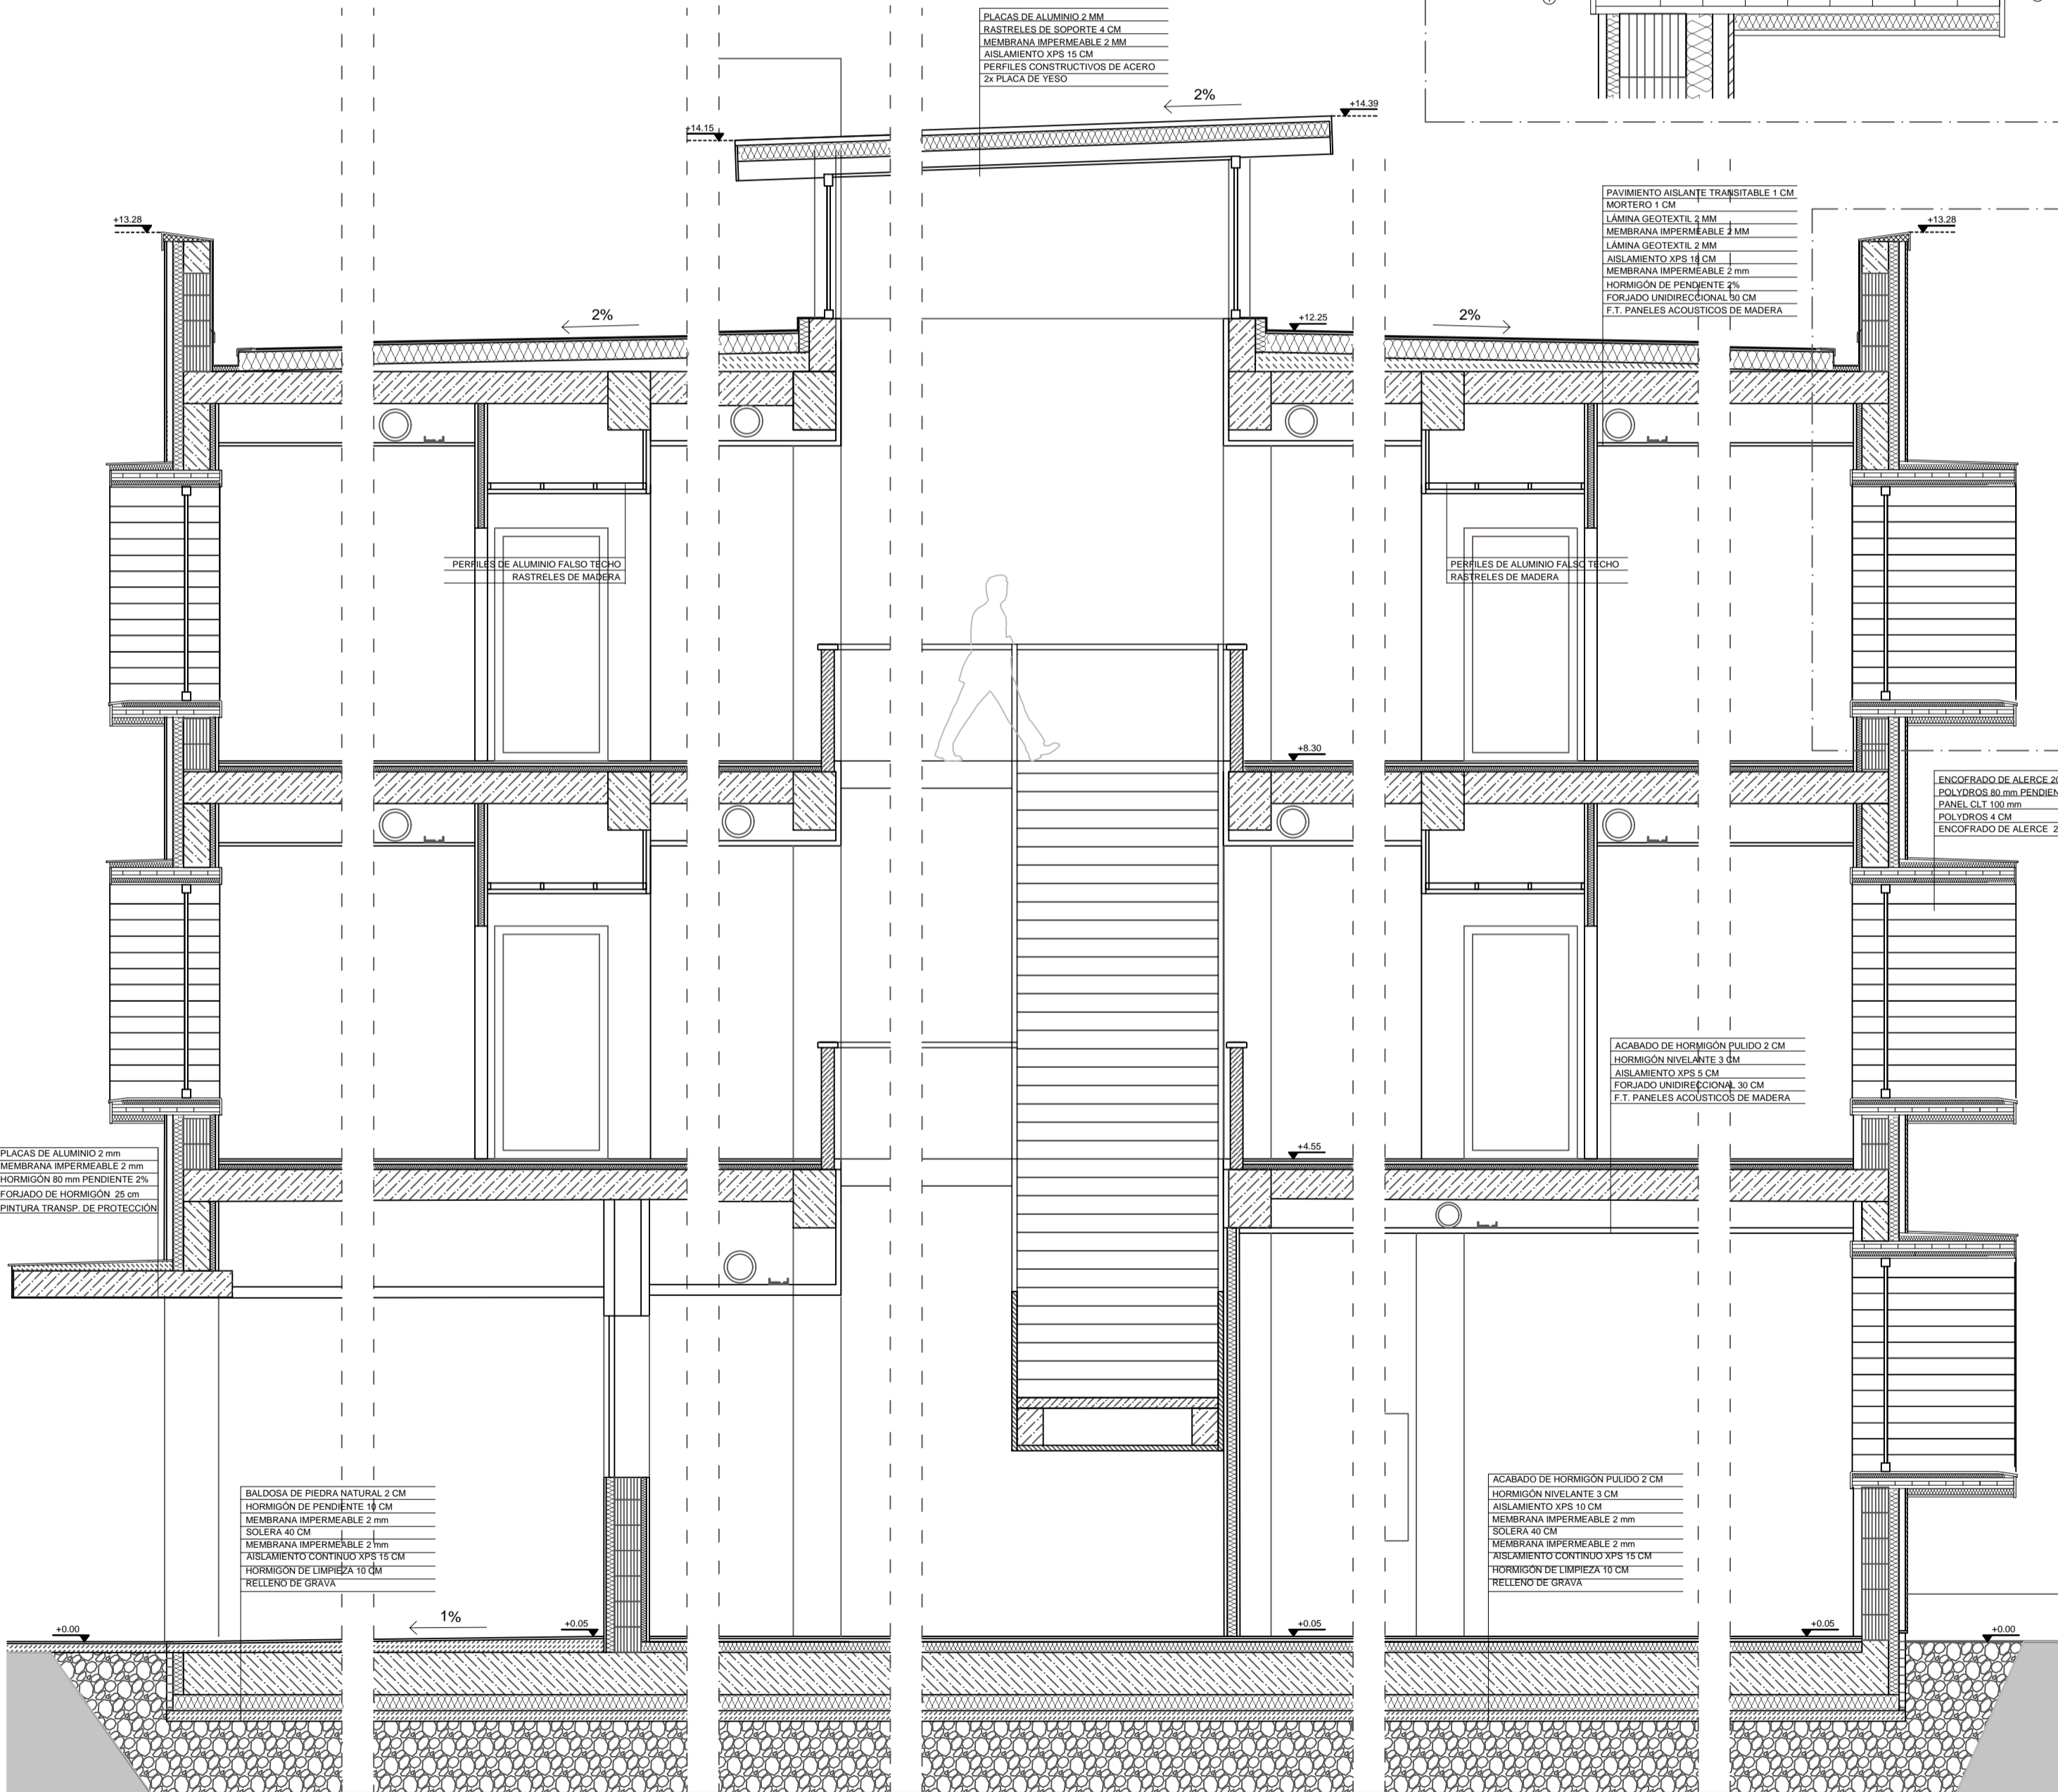 PLACAS DE ALUMINIO 2 MM
RASTRELES DE SOPORTE 4 CM
MEMBRANA IMPERMEABLE 2 MM
AISLAMIENTO XPS 15 CM
PERFILES CONSTRUCTIVOS DE ACERO
2x PLACA DE YESO
2%
+14.39
+14.15
PAVIMIENTO AISLANTE TRANSITABLE 1 CM
MORTERO 1 CM
LÁMINA GEOTEXTIL 2 MM
MEMBRANA IMPERMEABLE 2 MM
LÁMINA GEOTEXTIL 2 MM
AISLAMIENTO XPS 18 CM
MEMBRANA IMPERMEABLE 2 mm
HORMIGÓN DE PENDIENTE 2%
FORJADO UNIDIRECCIONAL 30 CM
F.T. PANELES ACOUSTICOS DE MADERA
+13.28
+13.28
2%
+12.25
2%
PERFILES DE ALUMINIO FALSO TECHO
RASTRELES DE MADERA
PERFILES DE ALUMINIO FALSO TECHO
RASTRELES DE MADERA
+8.30
ENCOFRADO DE ALERCE 20
POLYDROS 80 mm PENDIEN
PANEL CLT 100 mm
POLYDROS 4 CM
ENCOFRADO DE ALERCE 2
ACABADO DE HORMIGÓN PULIDO 2 CM
HORMIGÓN NIVELANTE 3 CM
AISLAMIENTO XPS 5 CM
FORJADO UNIDIRECCIONAL 30 CM
F.T. PANELES ACOUSTICOS DE MADERA
PLACAS DE ALUMINIO 2 mm
MEMBRANA IMPERMEABLE 2 mm
HORMIGÓN 80 mm PENDIENTE 2%
FORJADO DE HORMIGÓN 25 cm
PINTURA TRANSP. DE PROTECCIÓN
+4.55
BALDOSA DE PIEDRA NATURAL 2 CM
HORMIGÓN DE PENDIENTE 10 CM
MEMBRANA IMPERMEABLE 2 mm
SOLERA 40 CM
MEMBRANA IMPERMEABLE 2 mm
AISLAMIENTO CONTINUO XPS 15 CM
HORMIGÓN DE LIMPIEZA 10 CM
RELLENO DE GRAVA
ACABADO DE HORMIGÓN PULIDO 2 CM
HORMIGÓN NIVELANTE 3 CM
AISLAMIENTO XPS 10 CM
MEMBRANA IMPERMEABLE 2 mm
SOLERA 40 CM
MEMBRANA IMPERMEABLE 2 mm
AISLAMIENTO CONTINUO XPS 15 CM
HORMIGÓN DE LIMPIEZA 10 CM
RELLENO DE GRAVA
+0.00
1%
+0.05
+0.05
+0.05
+0.00